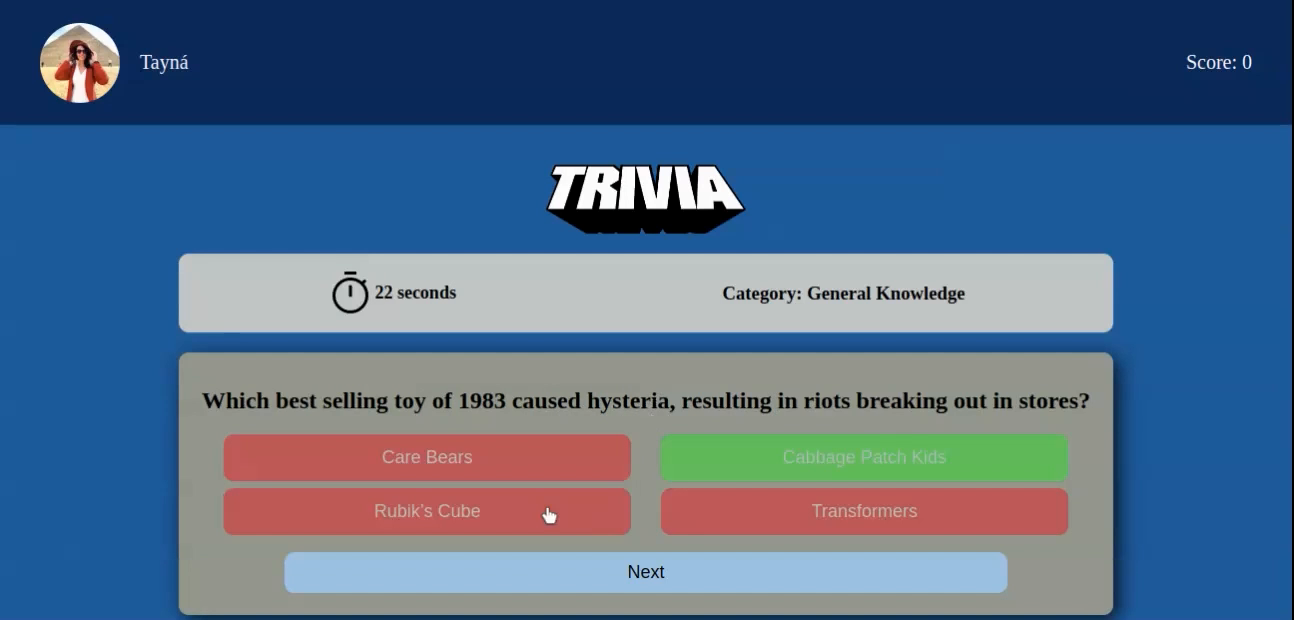 Tayná
Score: 0
TRIVIA
22 seconds
Category: General Knowledge
Which best selling toy of 1983 caused hysteria, resulting in riots breaking out in stores?
Care Bears
Cabbage Patch Kids
Rubik's Cube
Transformers
Next